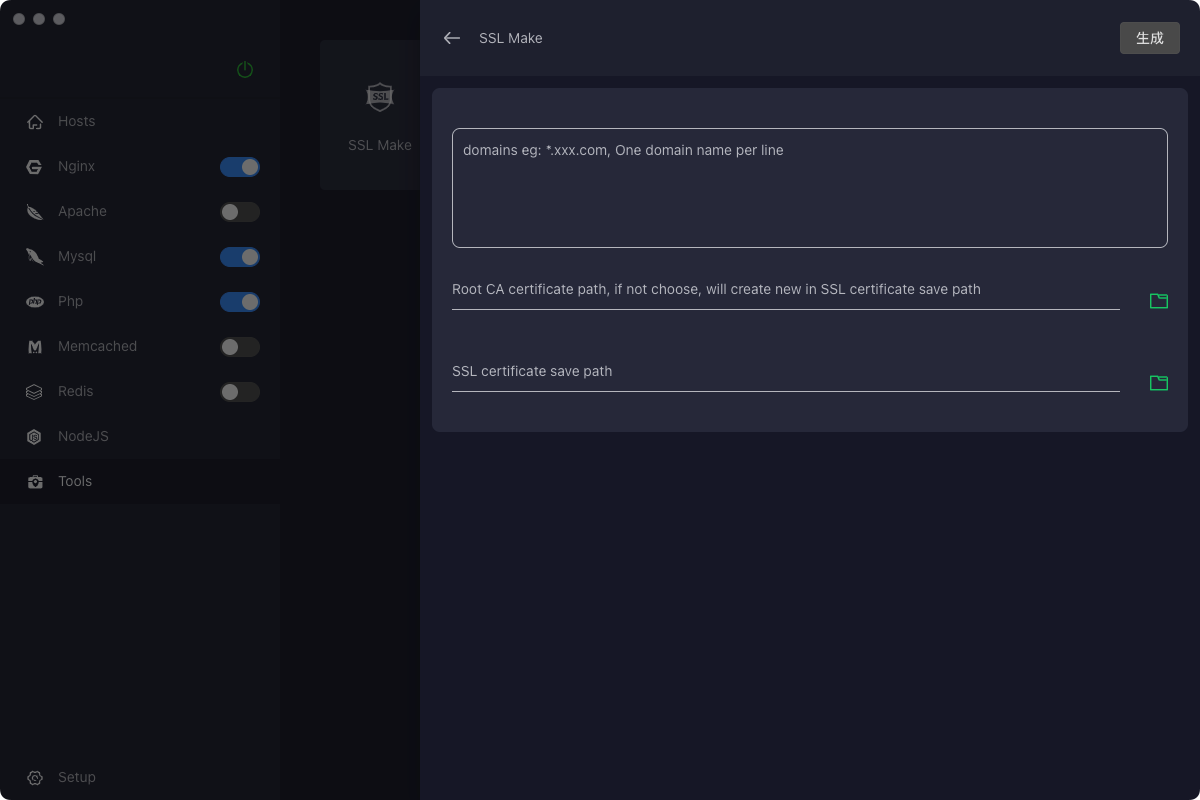 SSL Make
生成
Hosts
Nginx
Apache
Mysql
php
Php
Memcached
Redis
NodeJS
Tools
Setup
SSL
SSL Make
domains eg: *.xxx.com, One domain name per line
Root CA certificate path, if not choose, will create new in SSL certificate save path
SSL certificate save path